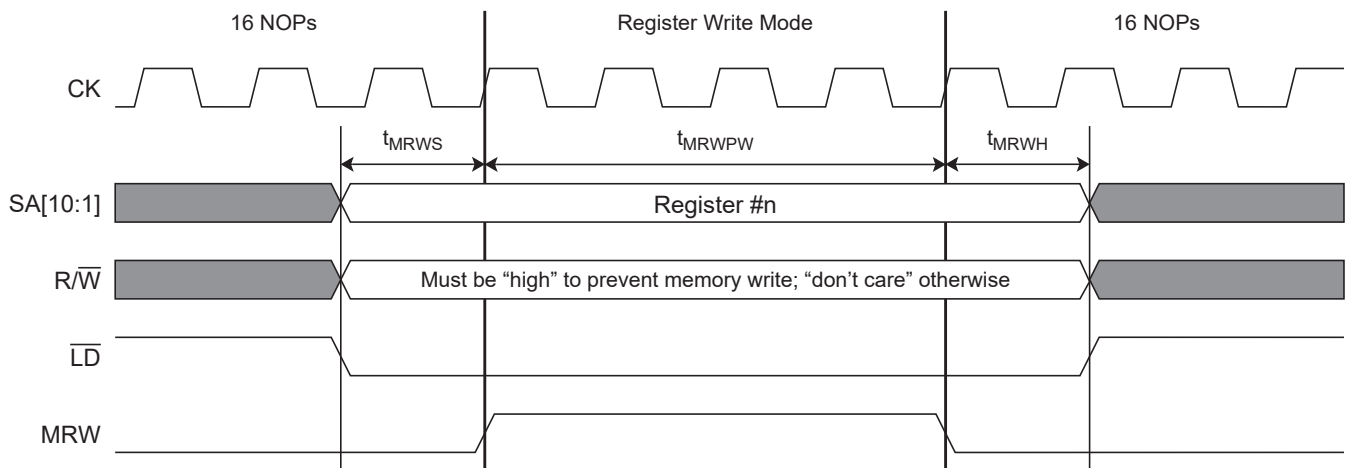 16 NOPs
Register Write Mode
16 NOPs
CK
tMRWS
tMRWPW
tMRWH
SA[10:1]
Register #n
R/W̅
Must be “high” to prevent memory write; “don’t care” otherwise
L̅D̅
MRW